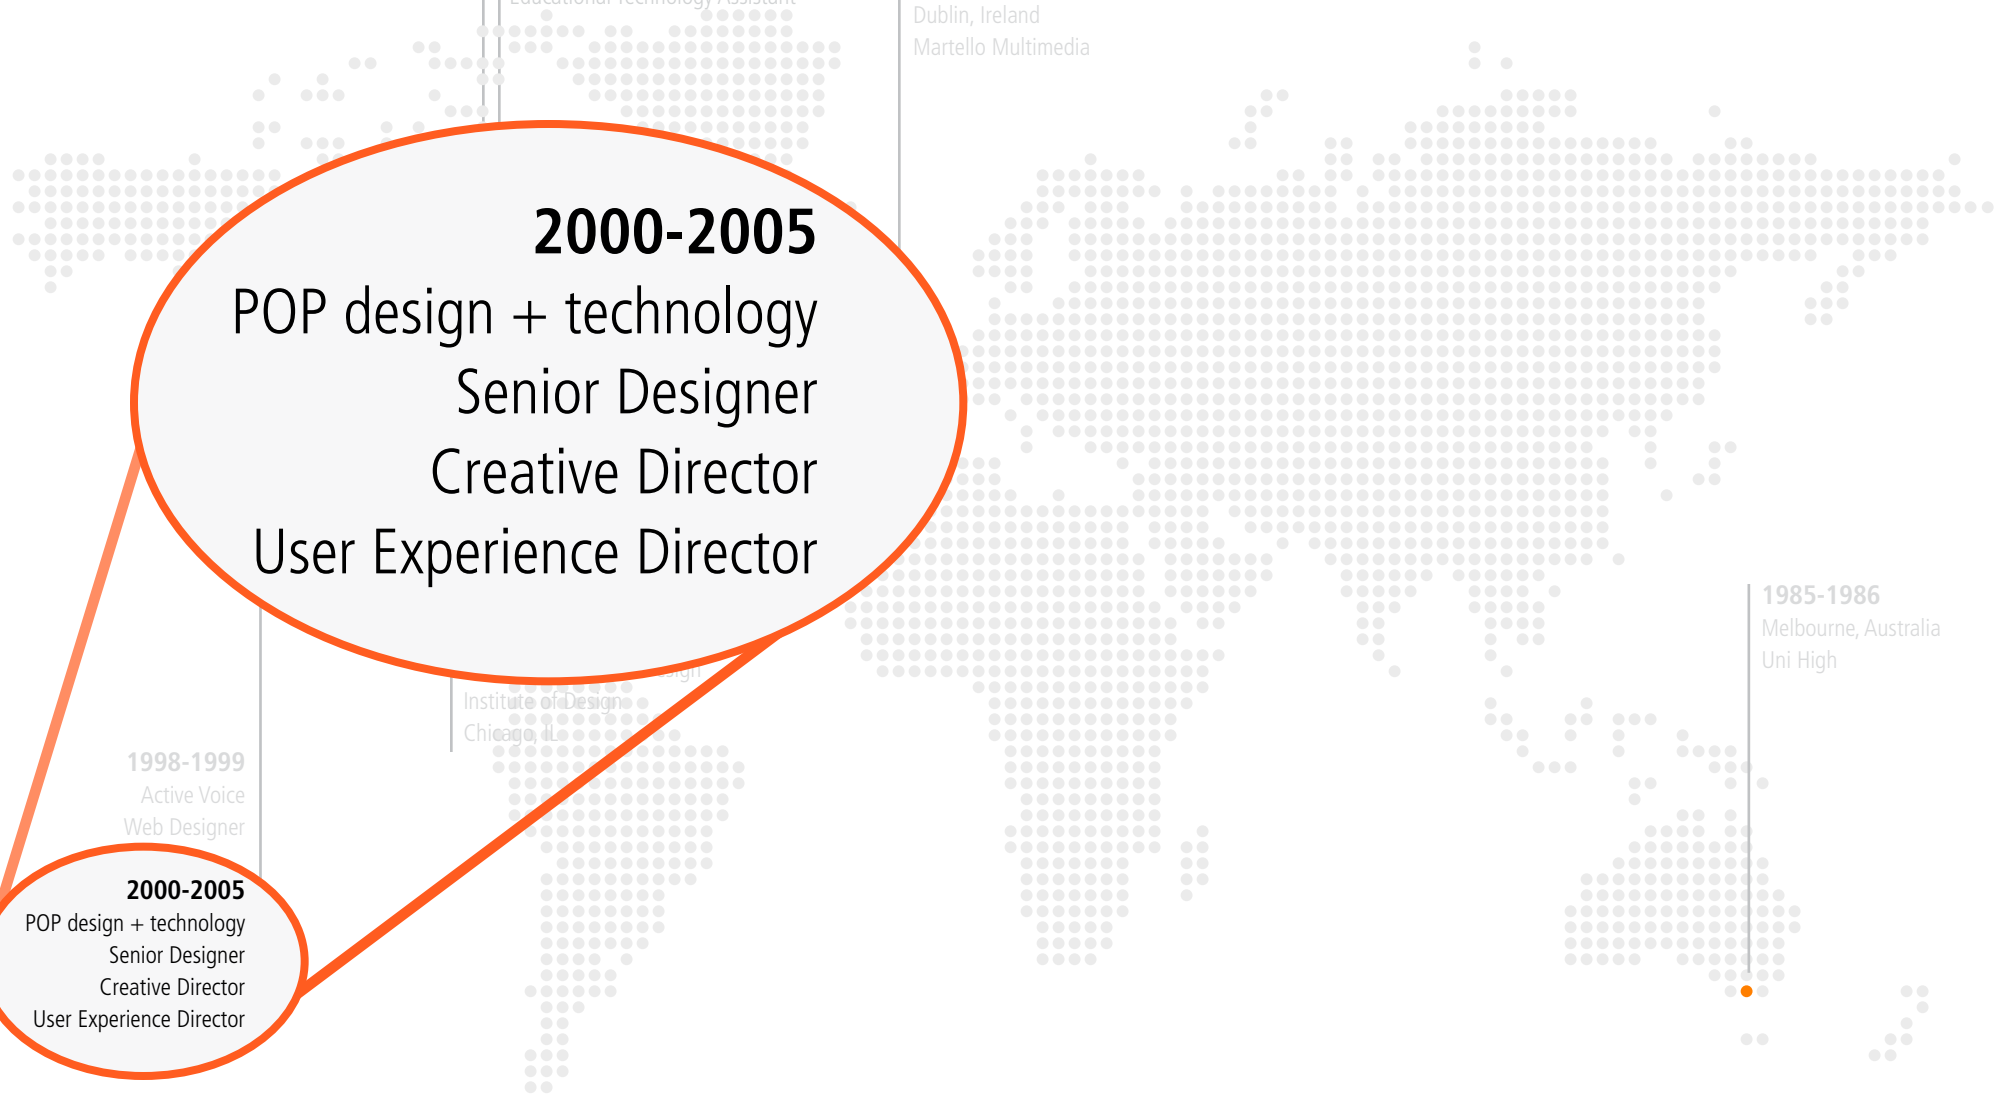 Educational Technology Assistant
Dublin, Ireland
Martello Multimedia
2000-2005
POP design + technology
Senior Designer
Creative Director
User Experience Director
1985-1986
Melbourne, Australia
Uni High
Institute of Design
Chicago, IL
1998-1999
Active Voice
Web Designer
2000-2005
POP design + technology
Senior Designer
Creative Director
User Experience Director